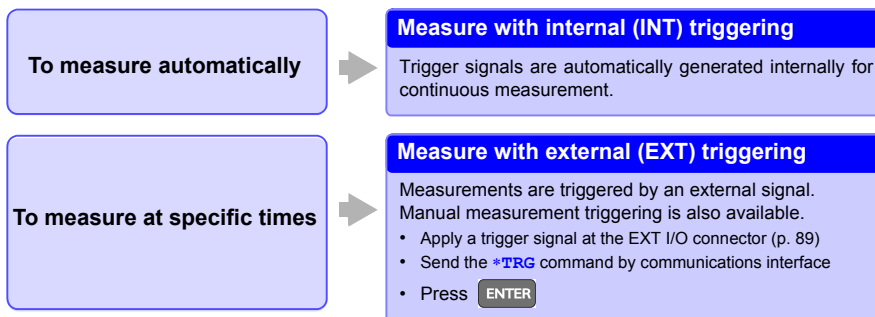 To measure automatically
Measure with internal (INT) triggering
Trigger signals are automatically generated internally for
continuous measurement.
To measure at specific times
Measure with external (EXT) triggering
Measurements are triggered by an external signal.
Manual measurement triggering is also available.
• Apply a trigger signal at the EXT I/O connector (p. 89)
• Send the *TRG command by communications interface
• Press ENTER